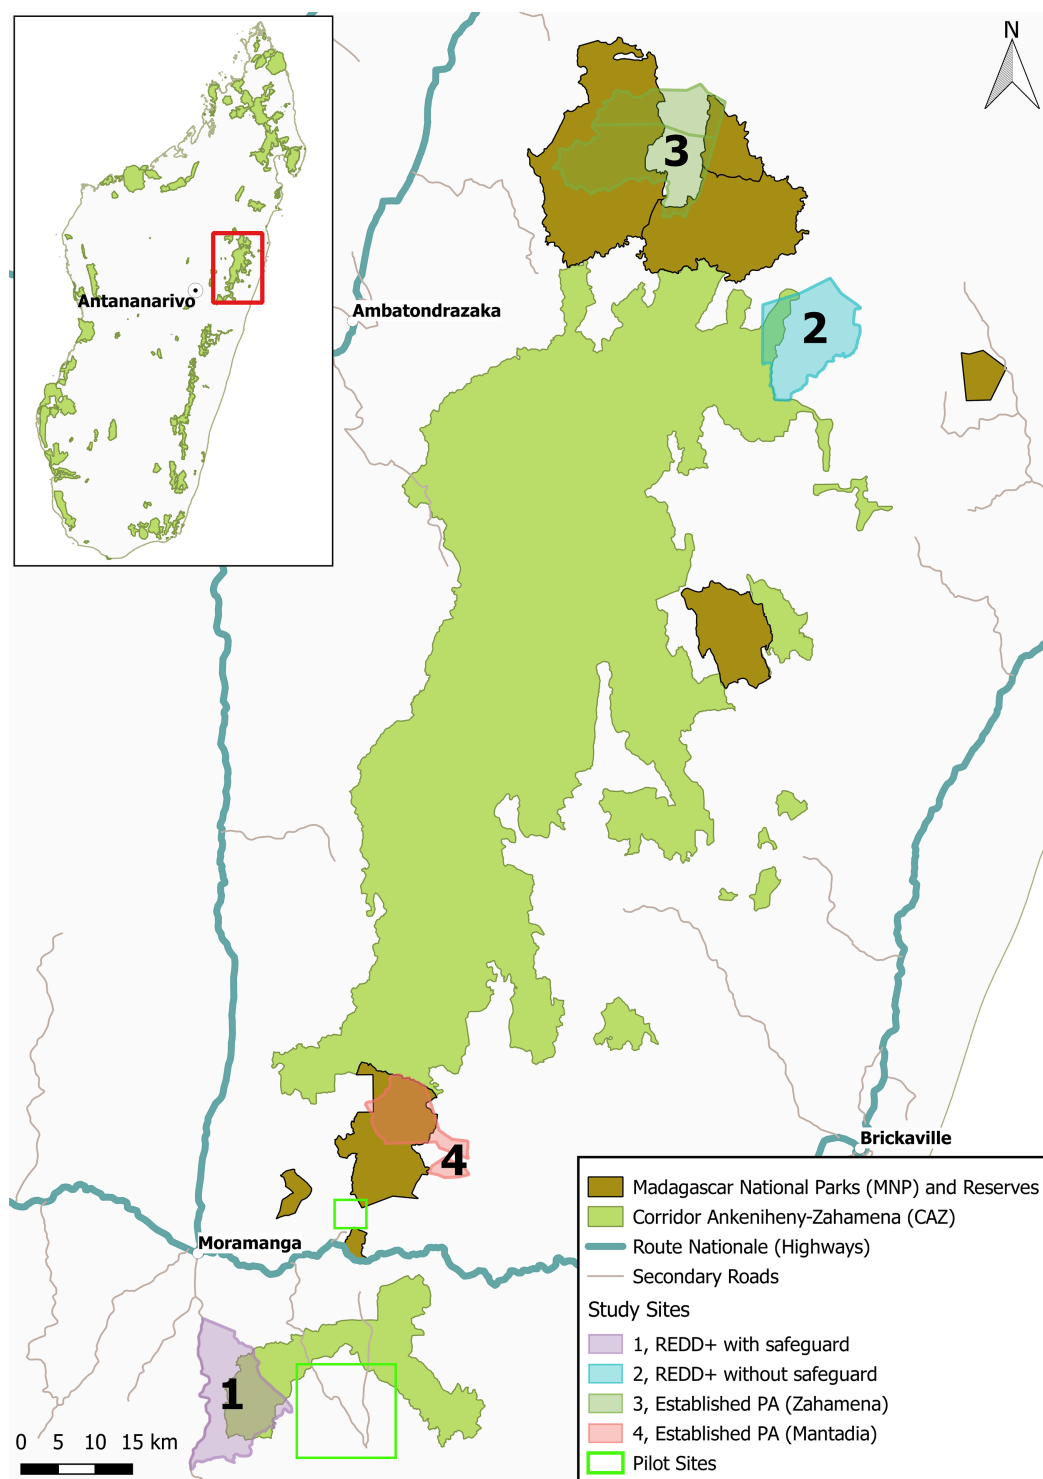 N
Antananarivo
3
Ambatondrazaka
2
4
Brickaville
Moramanga
1
0 5 10 15 km
Madagascar National Parks (MNP) and Reserves
Corridor Ankeniheny-Zahamena (CAZ)
Route Nationale (Highways)
Secondary Roads
Study Sites
1, REDD+ with safeguard
2, REDD+ without safeguard
3, Established PA (Zahamena)
4, Established PA (Mantadia)
Pilot Sites